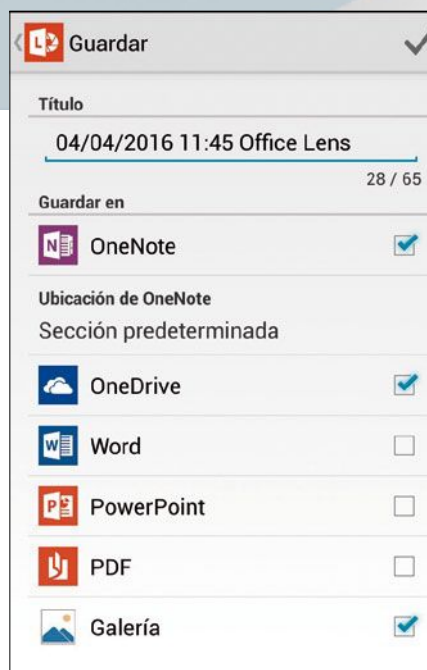 Guardar
Título
04/04/2016 11:45 Office Lens
28 / 65
Guardar en
OneNote
Ubicación de OneNote
Sección predeterminada
OneDrive
Word
PowerPoint
PDF
Galería